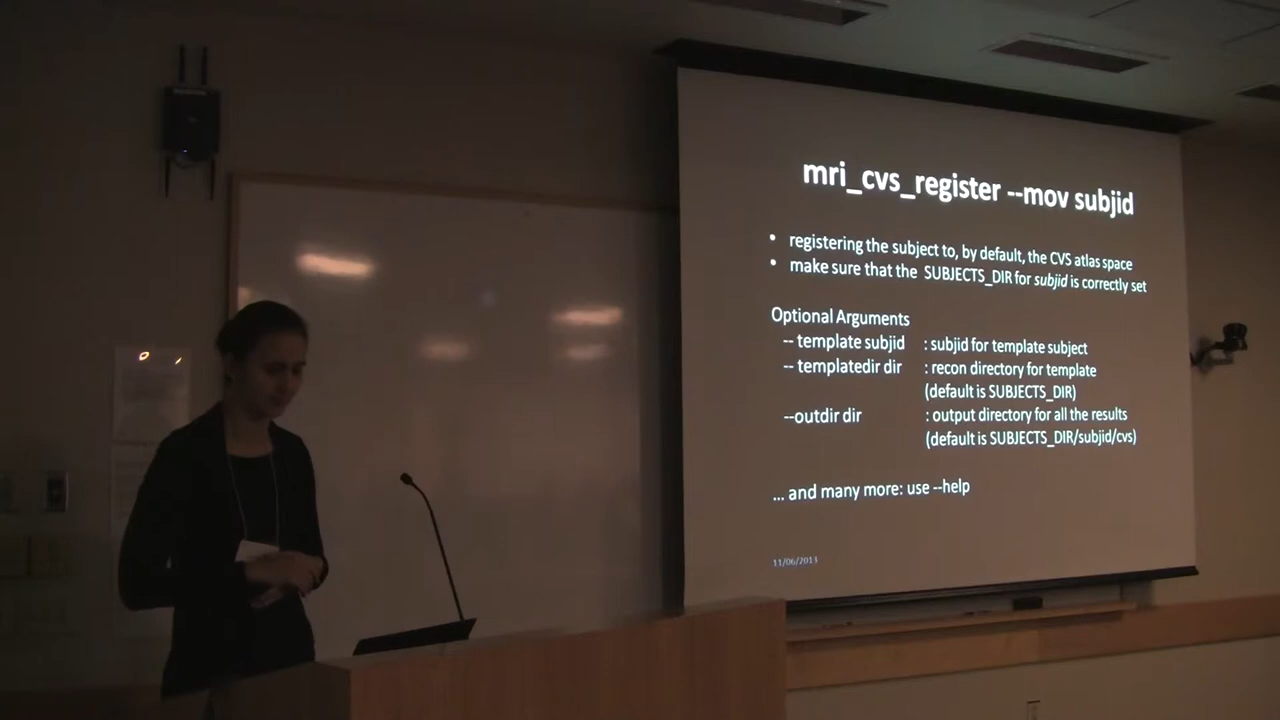 mri_cvs_register --mov subjid
• registering the subject to, by default, the CVS atlas space
• make sure that the SUBJECTS_DIR for subjid is correctly set
Optional Arguments
-- template subjid : subjid for template subject
-- templatedir dir : recon directory for template
(default is SUBJECTS_DIR)
--outdir dir : output directory for all the results
(default is SUBJECTS_DIR/subjid/cvs)
... and many more: use --help
11/06/2013